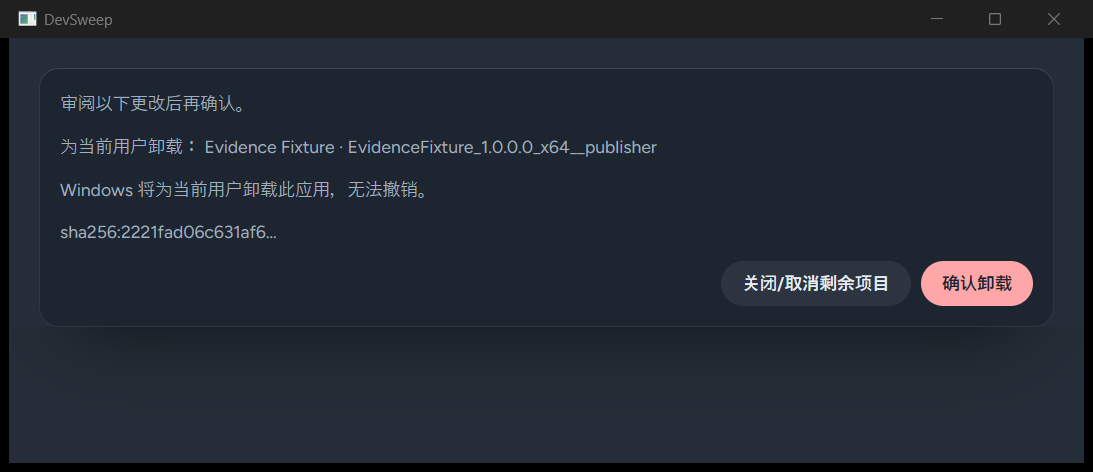 DevSweep
审阅以下更改后再确认。
为当前用户卸载： Evidence Fixture · EvidenceFixture_1.0.0.0_x64__publisher
Windows 将为当前用户卸载此应用，无法撤销。
sha256:2221fad06c631af6…
关闭/取消剩余项目
确认卸载